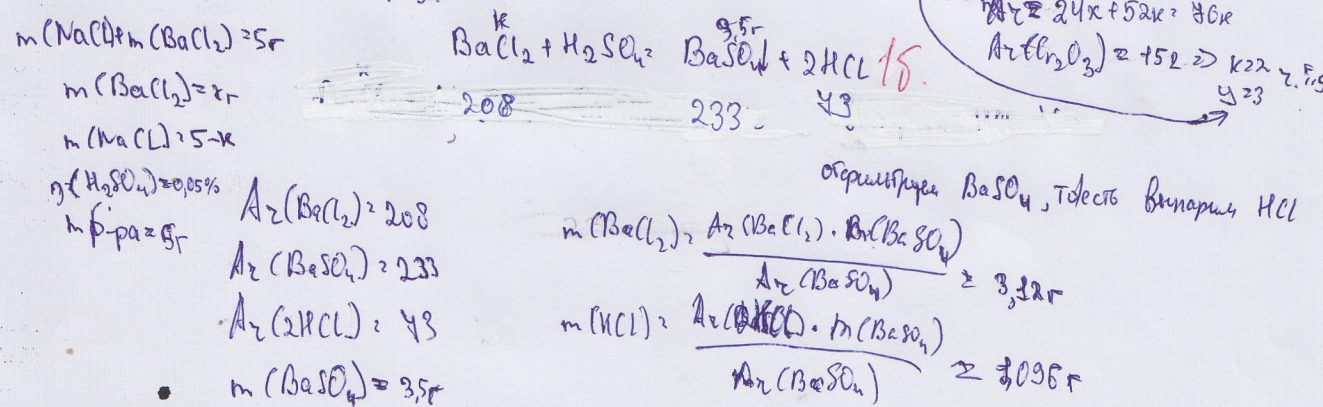 m(NaCl)+m(BaCl₂)=5г
m(BaCl₂)=xг
m(NaCl)=5-x
(H₂SO₄)=0,05%
m р-ра=5г
x 3,5г
BaCl₂ + H₂SO₄ = BaSO₄↓ + 2HCl 1б.
208 233 73
= 24x+52x=76x
Ar(Cr₂O₃)=152 => x=2
y=3
Ar(BaCl₂)=208
Ar(BaSO₄)=233
Ar(2HCl)=73
m(BaSO₄)=3,5г
отфильтруем BaSO₄, тоесть выпарим HCl
m(BaCl₂)= Ar(BaCl₂)·m(BaSO₄)
Ar(BaSO₄)
= 3,12г
m(HCl)= Ar(2HCl)·m(BaSO₄)
Ar(BaSO₄)
= 1,096г